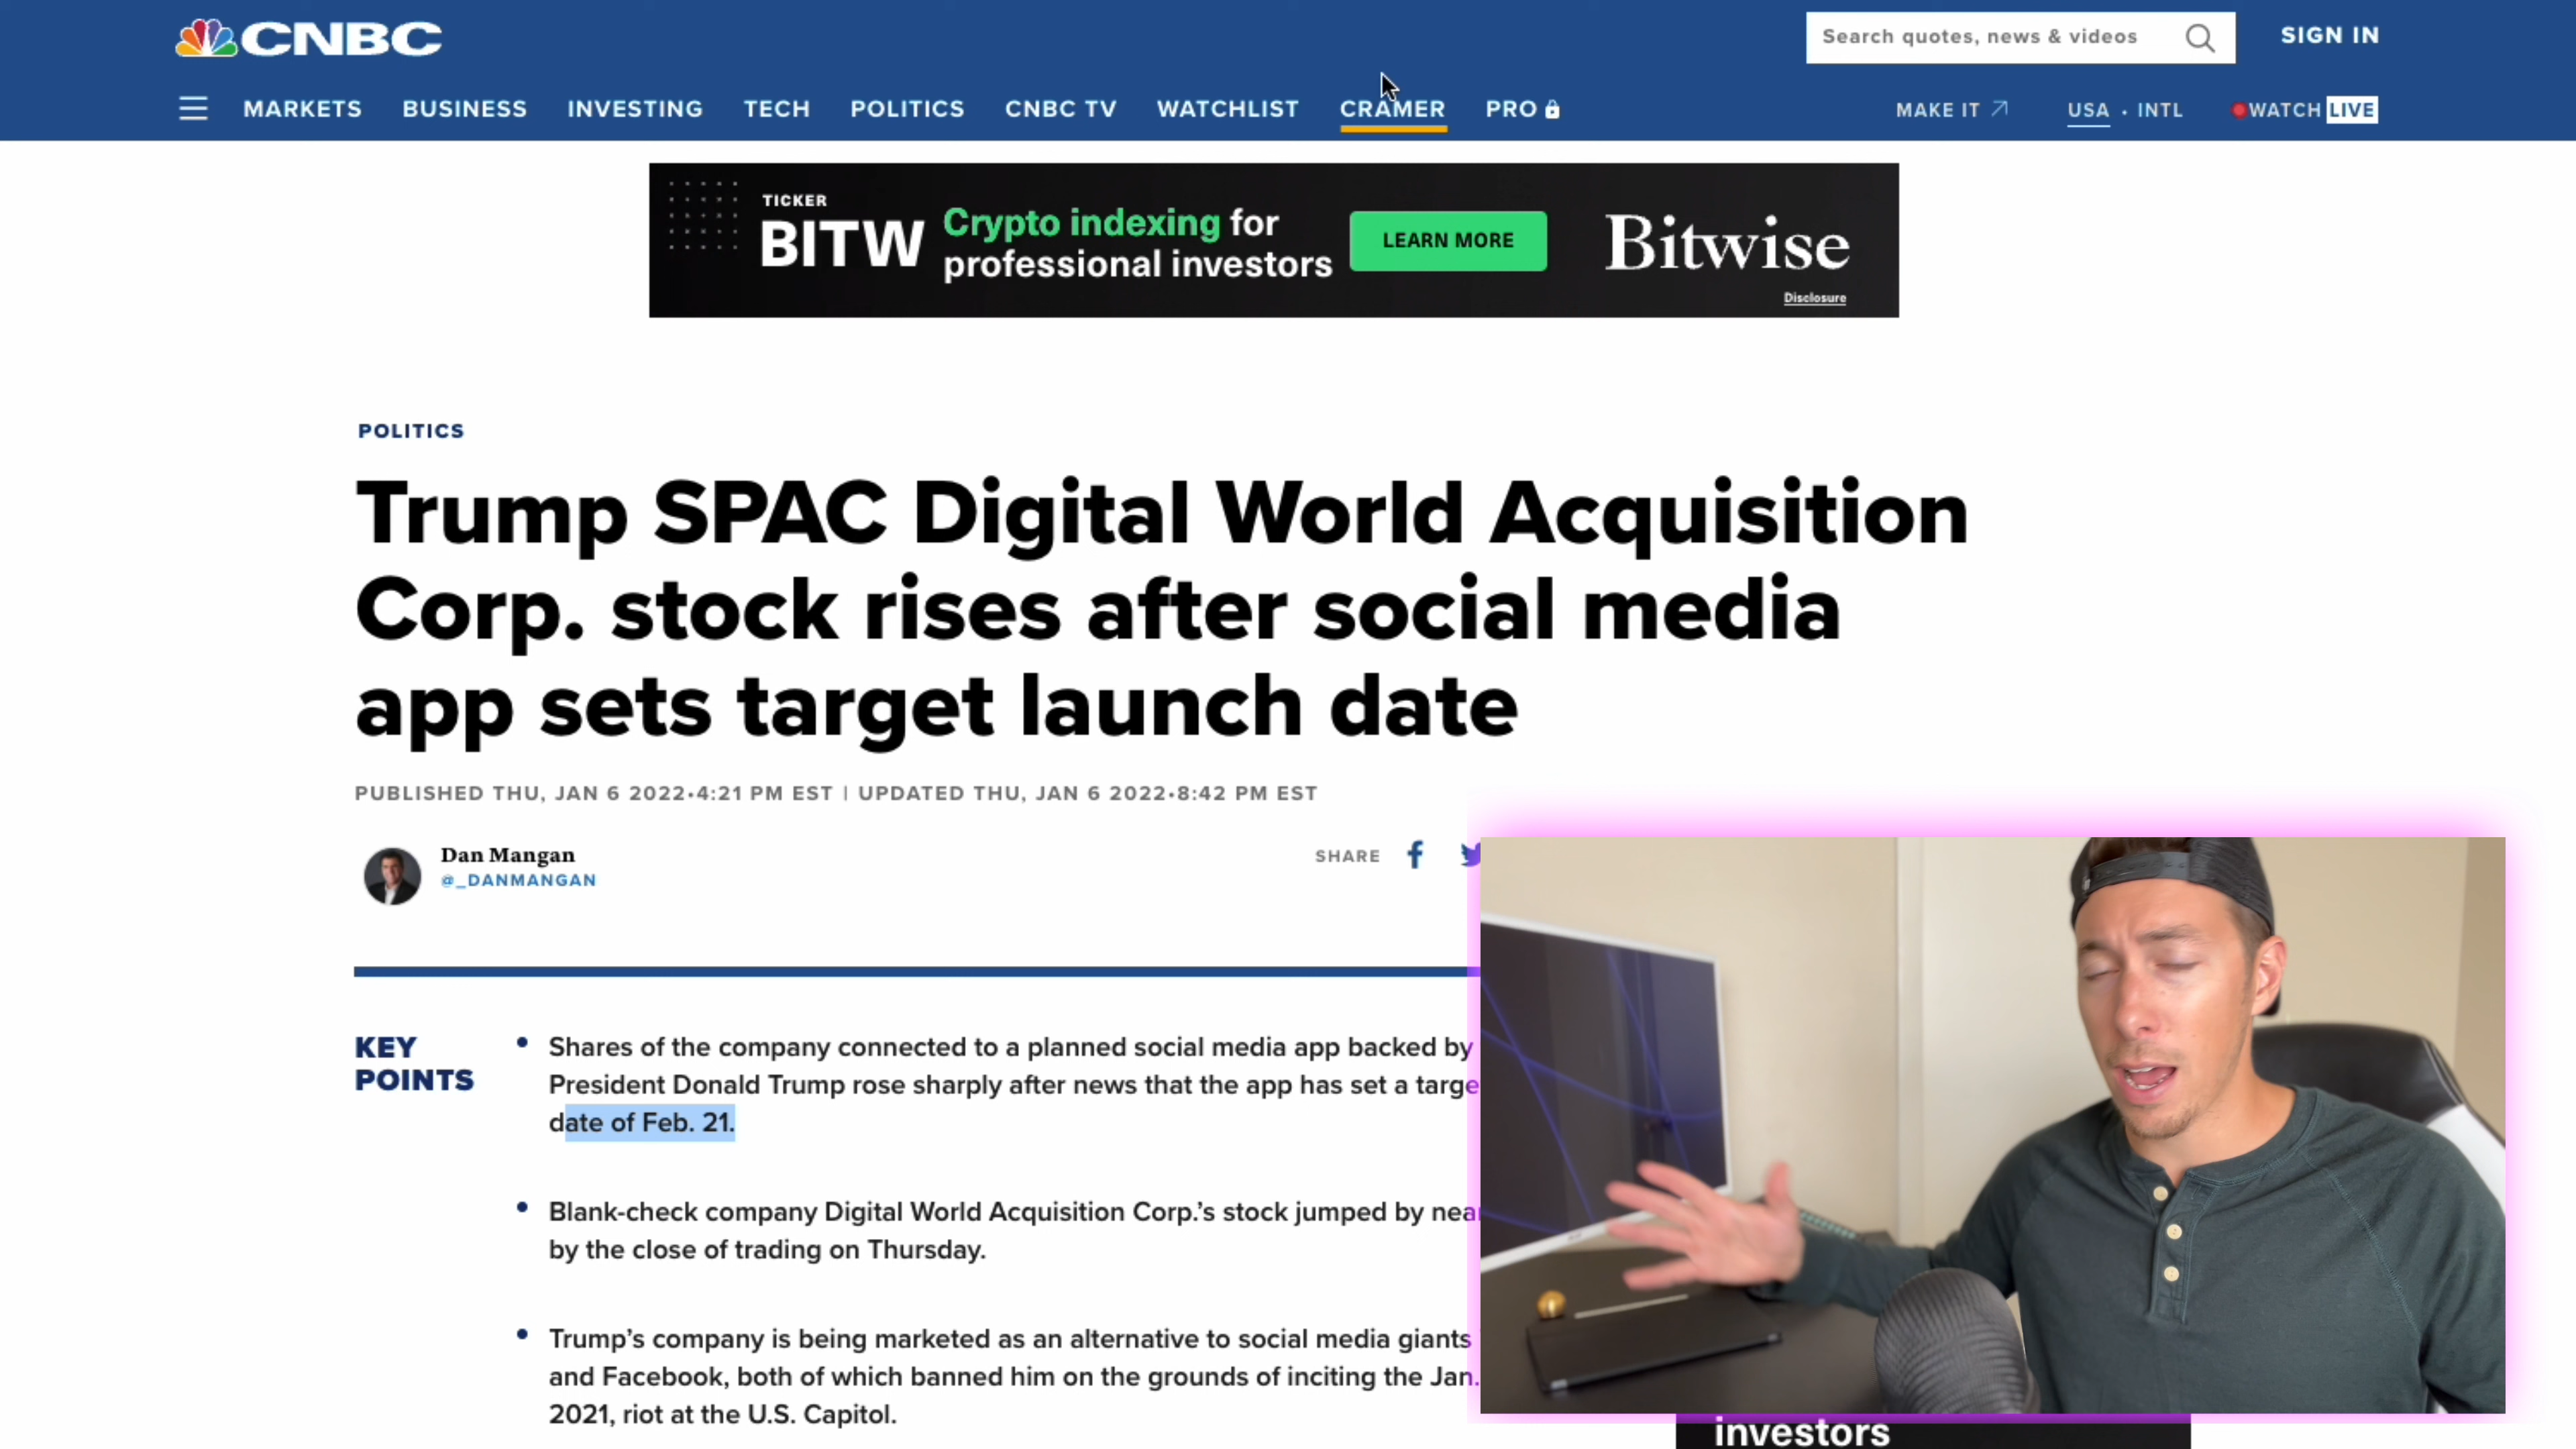 CNBC
Search quotes, news & videos
SIGN IN
MARKETS BUSINESS INVESTING TECH POLITICS CNBC TV WATCHLIST CRAMER PRO
MAKE IT USA • INTL WATCH LIVE
TICKER
BITW
Crypto indexing for
professional investors
LEARN MORE
Bitwise
Disclosure
POLITICS
Trump SPAC Digital World Acquisition
Corp. stock rises after social media
app sets target launch date
PUBLISHED THU, JAN 6 2022•4:21 PM EST | UPDATED THU, JAN 6 2022•8:42 PM EST
Dan Mangan
@_DANMANGAN
SHARE
KEY
POINTS
• Shares of the company connected to a planned social media app backed by
President Donald Trump rose sharply after news that the app has set a
date of Feb. 21.
• Blank-check company Digital World Acquisition Corp.'s stock jumped by
by the close of trading on Thursday.
• Trump's company is being marketed as an alternative to social media giants
and Facebook, both of which banned him on the grounds of inciting the Jan.
2021, riot at the U.S. Capitol.
investors